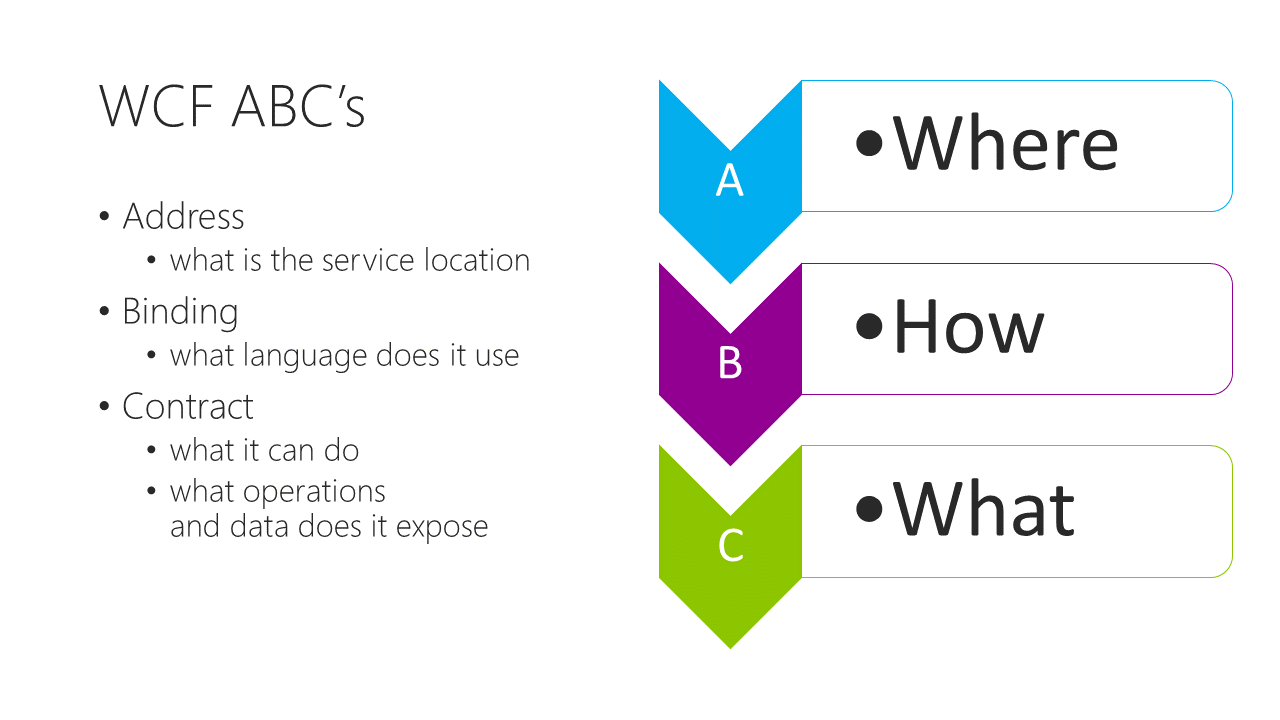 WCF ABC’s
• Address
• what is the service location
• Binding
• what language does it use
• Contract
• what it can do
• what operations
and data does it expose
A
•Where
B
•How
C
•What